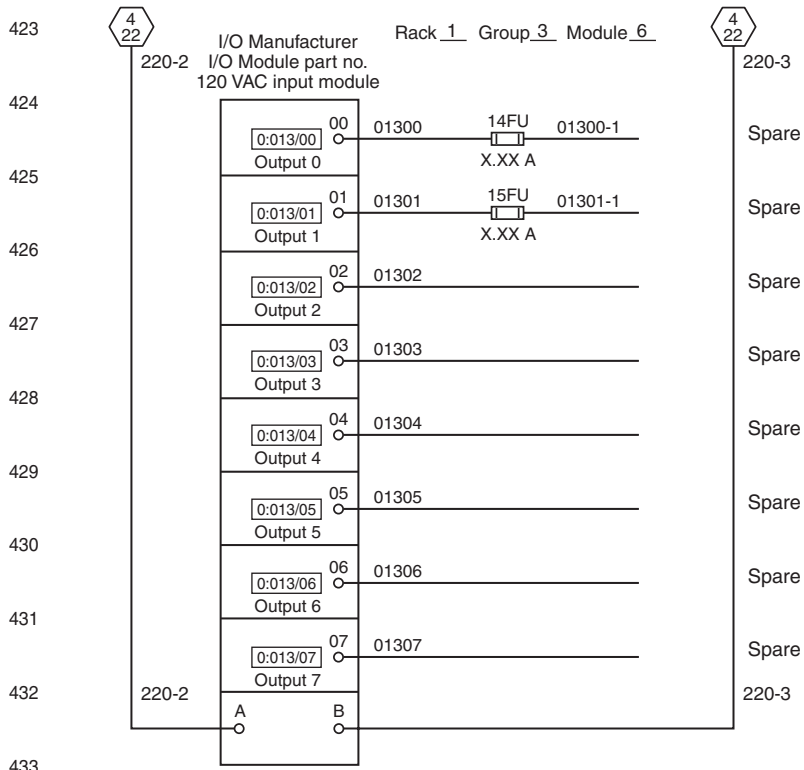 423
4
22
4
22
Rack 1 Group 3 Module 6
I/O Manufacturer
220-2 I/O Module part no. 220-3
120 VAC input module
424
00 01300 14FU 01300-1
0:013/00 Spare
Output 0 X.XX A
425
01 01301 15FU 01301-1
0:013/01 Spare
Output 1 X.XX A
426
02 01302
0:013/02 Spare
Output 2
427
03 01303
0:013/03 Spare
Output 3
428
04 01304
0:013/04 Spare
Output 4
429
05 01305
0:013/05 Spare
Output 5
430
06 01306
0:013/06 Spare
Output 6
431
07 01307
0:013/07 Spare
Output 7
432 220-2 220-3
A B
433